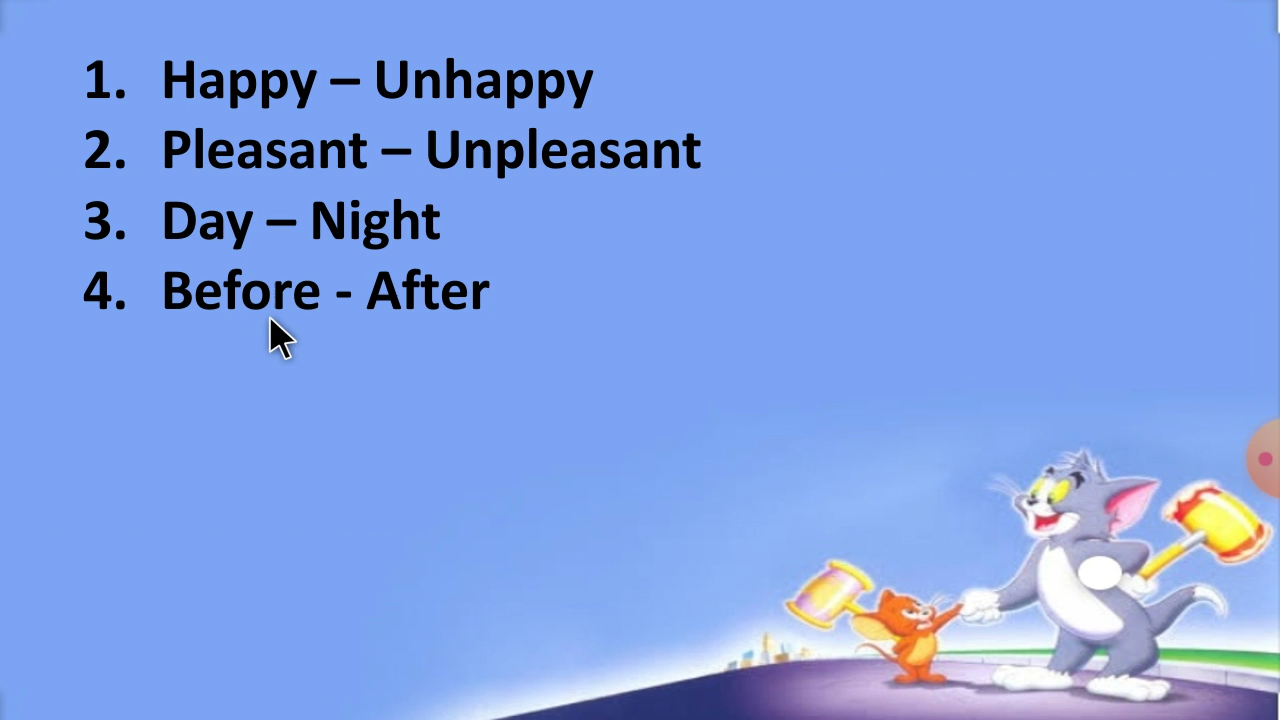 1. Happy – Unhappy
2. Pleasant – Unpleasant
3. Day – Night
4. Before - After